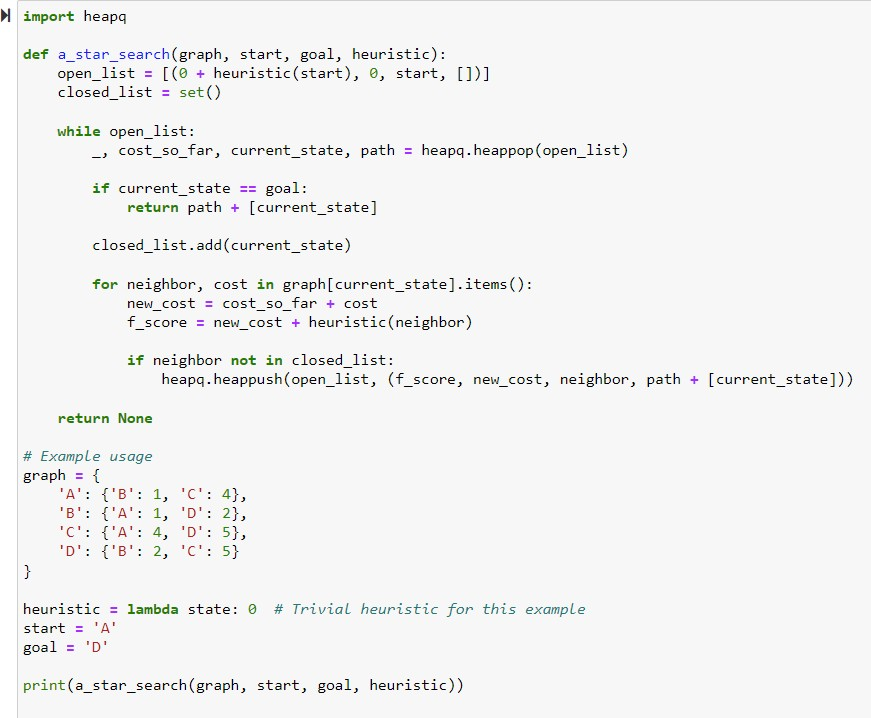 import heapq

def a_star_search(graph, start, goal, heuristic):
    open_list = [(0 + heuristic(start), 0, start, [])]
    closed_list = set()

    while open_list:
        _, cost_so_far, current_state, path = heapq.heappop(open_list)

        if current_state == goal:
            return path + [current_state]

        closed_list.add(current_state)

        for neighbor, cost in graph[current_state].items():
            new_cost = cost_so_far + cost
            f_score = new_cost + heuristic(neighbor)

            if neighbor not in closed_list:
                heapq.heappush(open_list, (f_score, new_cost, neighbor, path + [current_state]))

    return None

# Example usage
graph = {
    'A': {'B': 1, 'C': 4},
    'B': {'A': 1, 'D': 2},
    'C': {'A': 4, 'D': 5},
    'D': {'B': 2, 'C': 5}
}

heuristic = lambda state: 0  # Trivial heuristic for this example
start = 'A'
goal = 'D'

print(a_star_search(graph, start, goal, heuristic))